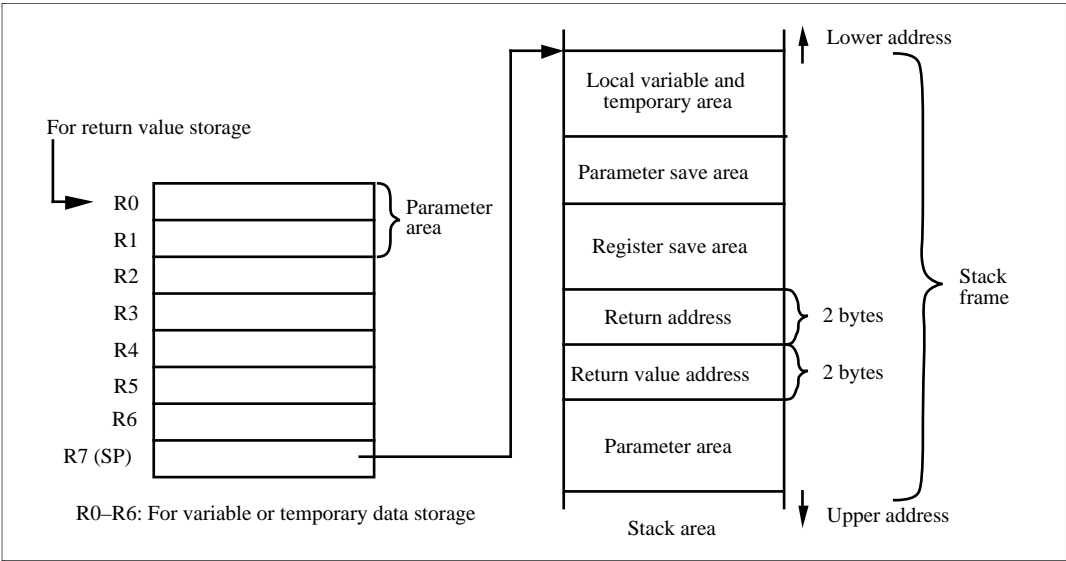 For return value storage
R0
R1
R2
R3
R4
R5
R6
R7 (SP)
Parameter
area
R0–R6: For variable or temporary data storage
Lower address
Local variable and
temporary area
Parameter save area
Register save area
Return address
2 bytes
Return value address
2 bytes
Parameter area
Stack
frame
Upper address
Stack area